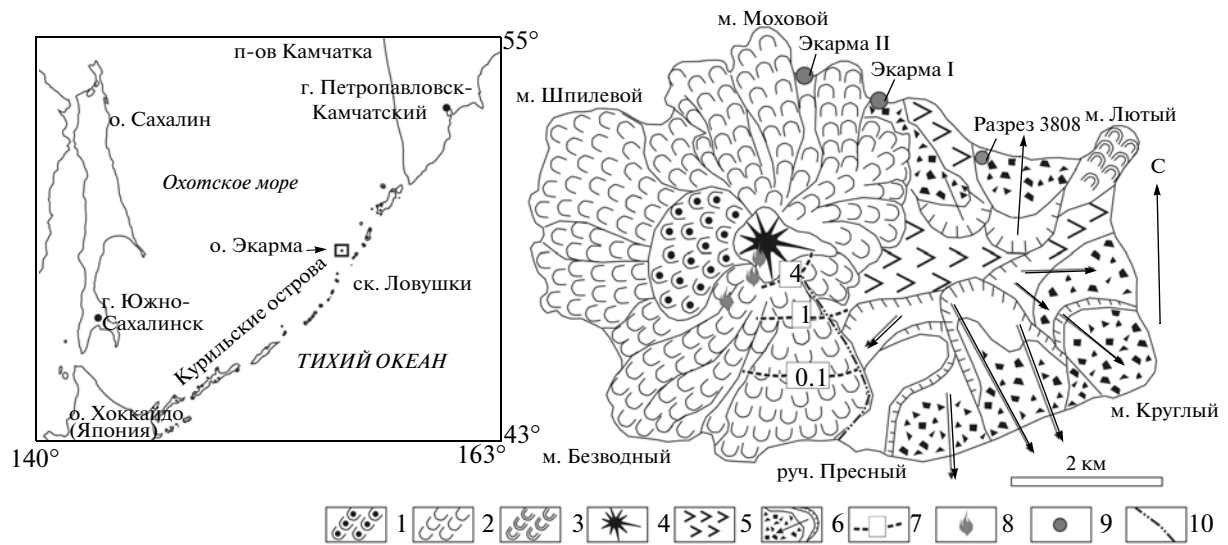 55°
п-ов Камчатка
г. Петропавловск-
Камчатский
о. Сахалин
Охотское море
о. Экарма
ск. Ловушки
г. Южно-
Сахалинск
Курильские острова
ТИХИЙ ОКЕАН
о. Хоккайдо
(Япония)
43°
140°
163°
м. Моховой
Экарма II
Экарма I
м. Шпилевой
Разрез 3808
м. Лютый
С
4
1
0.1
м. Круглый
м. Безводный
руч. Пресный
2 км
1
2
3
4
5
6
7
8
9
10